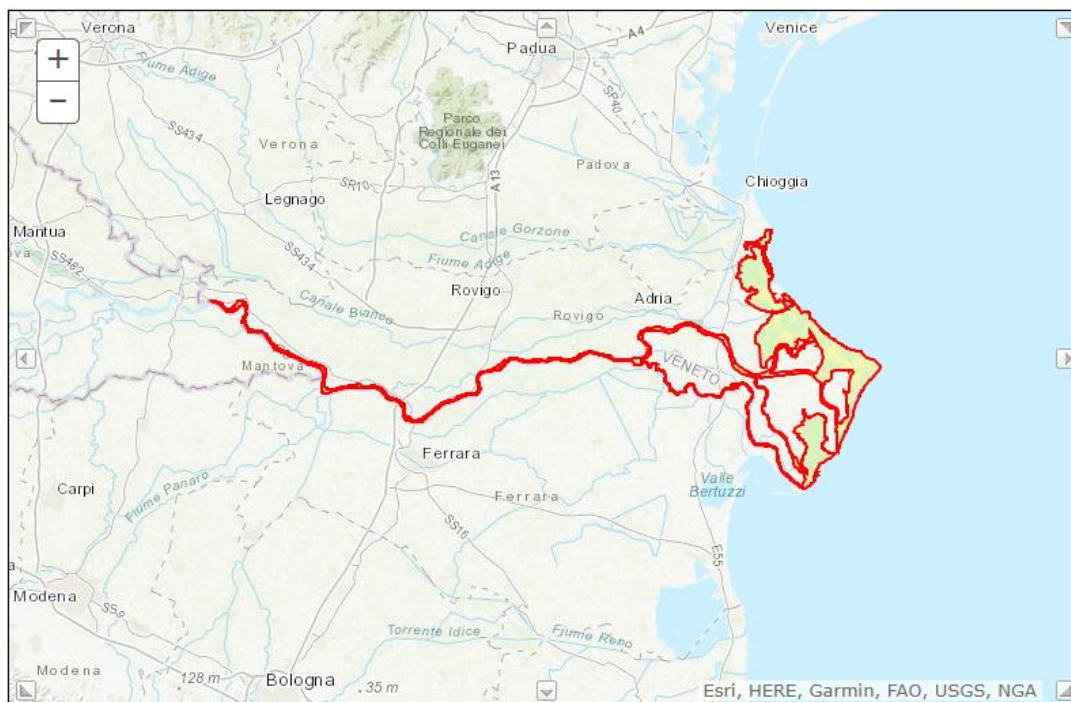 Verona
A4
Venice
+
Padua
Fiume Adige
−
SP40
SS434
Parco
Regionale dei
Colli Euganei
Verona
Padova
A13
SR10
Chioggia
Legnago
Mantua
Canale Gorzone
SS434
SS482
Fiume Adige
Rovigo
Adria
Canale Bianco
Rovigo
Mantova
VENETO
Ferrara
Valle
Bertuzzi
Carpi
Fiume Panaro
Ferrara
SS16
E55
Modena
SS9
Torrente Idice
Fiume Reno
Modena
128 m
Bologna
35 m
Esri, HERE, Garmin, FAO, USGS, NGA